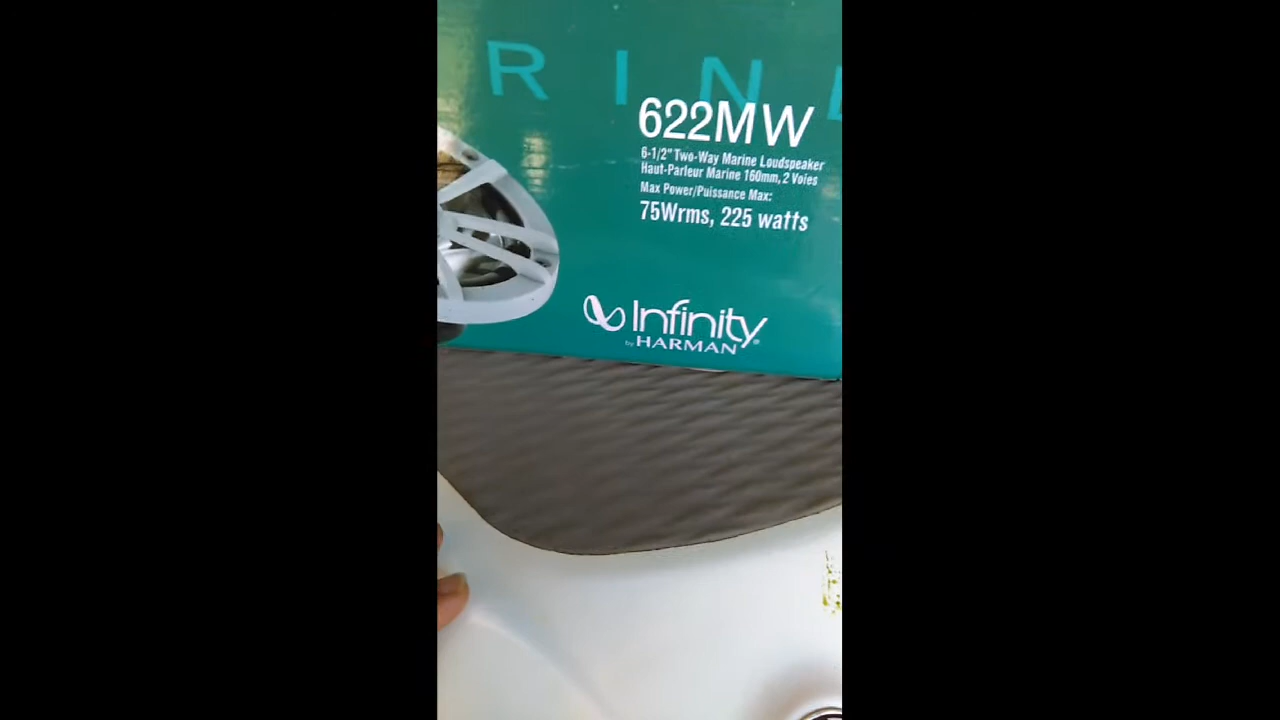 RINE
622MW
6-1/2" Two-Way Marine Loudspeaker
Haut-Parleur Marine 160mm, 2 Voies
Max Power/Puissance Max:
75Wrms, 225 watts
Infinity®
by HARMAN